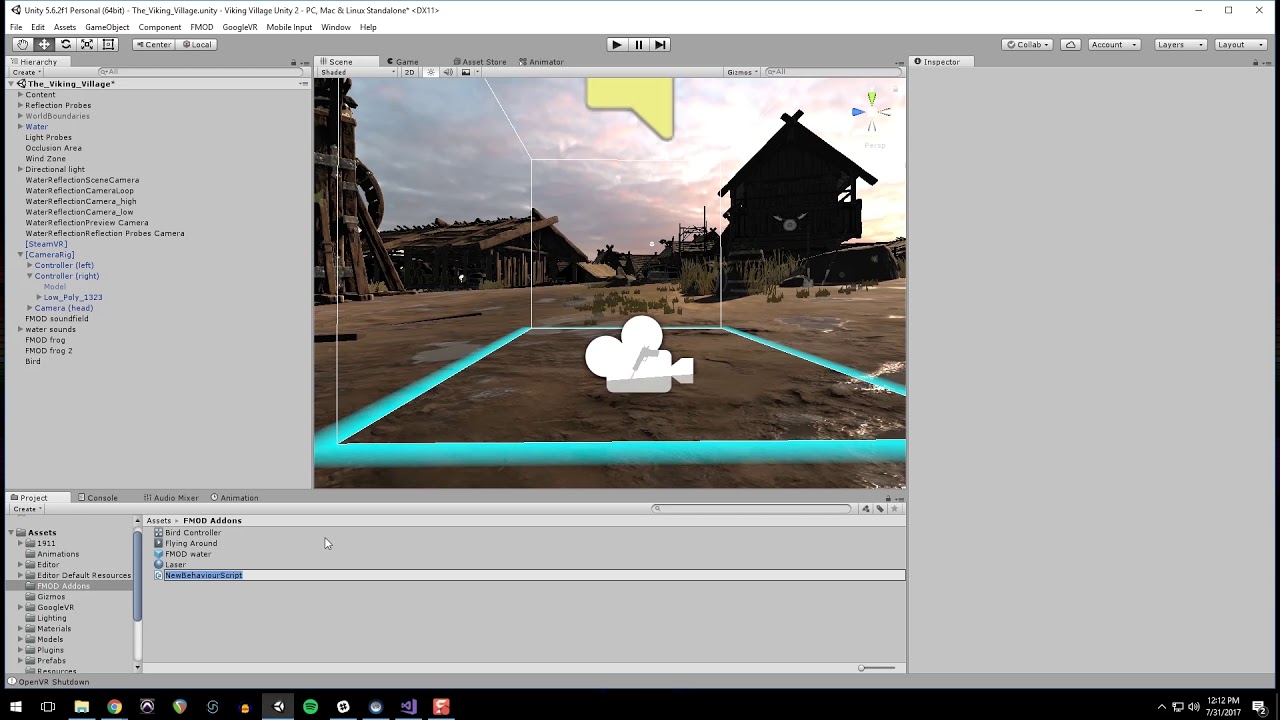 Unity 5.6.2f1 Personal (64bit) - The_Viking_Village.unity - Viking Village Unity 2 - PC, Mac & Linux Standalone* <DX11>
File Edit Assets GameObject Component FMOD GoogleVR Mobile Input Window Help
Center Local Collab Account Layers Layout
Hierarchy
Create All
The_Viking_Village*
Content
Reflection Probes
WorldBoundaries
Water
Light Probes
Occlusion Area
Wind Zone
Directional light
WaterReflectionSceneCamera
WaterReflectionCameraLoop
WaterReflectionCamera_high
WaterReflectionCamera_low
WaterReflectionPreview Camera
WaterReflectionReflection Probes Camera
[SteamVR]
[CameraRig]
Controller (left)
Controller (right)
Model
Low_Poly_1323
Camera (head)
FMOD soundfield
water sounds
FMOD frog
FMOD frog 2
Bird
Scene Game Asset Store Animator
Shaded 2D Gizmos All
Persp
Inspector
Project Console Audio Mixer Animation
Create
Assets
1911
Animations
Editor
Editor Default Resources
FMOD Addons
Gizmos
GoogleVR
Lighting
Materials
Models
Plugins
Prefabs
Resources
Assets FMOD Addons
Bird Controller
Flying Around
FMOD water
Laser
NewBehaviourScript
OpenVR Shutdown
12:12 PM
7/31/2017
2